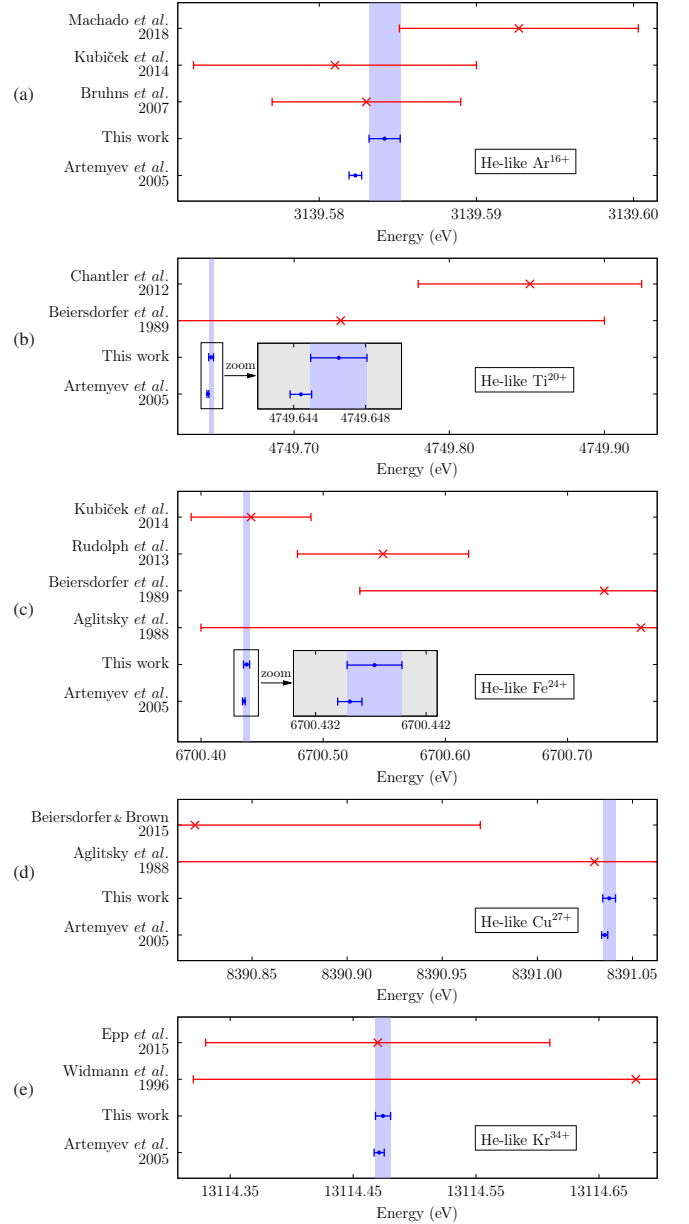 (a)
Machado et al.
2018
Kubiček et al.
2014
Bruhns et al.
2007
This work
Artemyev et al.
2005
He-like Ar16+
3139.58 3139.59 3139.60
Energy (eV)
(b)
Chantler et al.
2012
Beiersdorfer et al.
1989
This work
Artemyev et al.
2005
zoom
4749.644 4749.648
He-like Ti20+
4749.70 4749.80 4749.90
Energy (eV)
(c)
Kubiček et al.
2014
Rudolph et al.
2013
Beiersdorfer et al.
1989
Aglitsky et al.
1988
This work
Artemyev et al.
2005
zoom
6700.432 6700.442
He-like Fe24+
6700.40 6700.50 6700.60 6700.70
Energy (eV)
(d)
Beiersdorfer & Brown
2015
Aglitsky et al.
1988
This work
Artemyev et al.
2005
He-like Cu27+
8390.85 8390.90 8390.95 8391.00 8391.05
Energy (eV)
(e)
Epp et al.
2015
Widmann et al.
1996
This work
Artemyev et al.
2005
He-like Kr34+
13114.35 13114.45 13114.55 13114.65
Energy (eV)